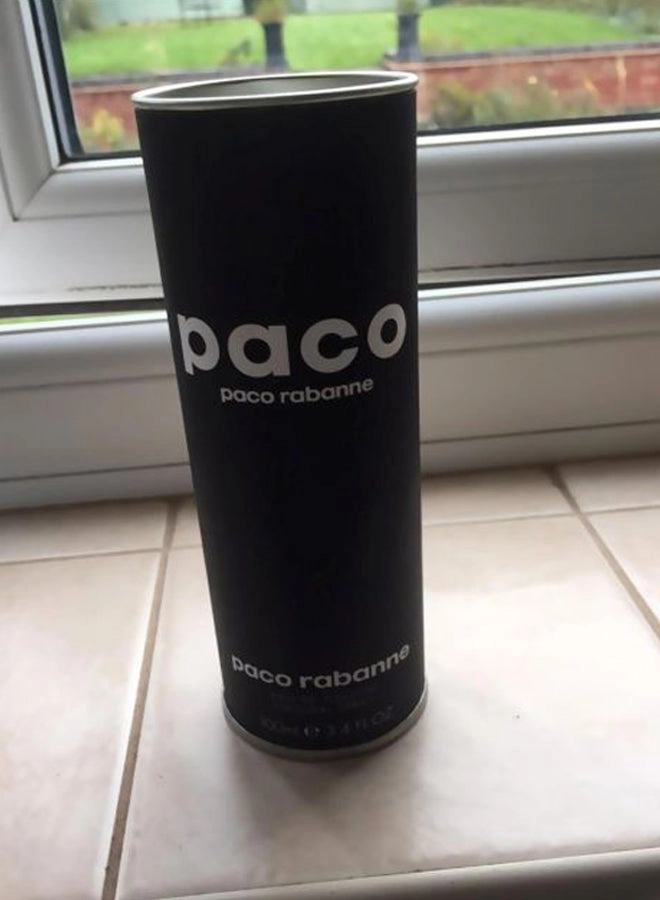 paco
paco rabanne
paco rabanne
100ml ℮ 3.4 FL.OZ